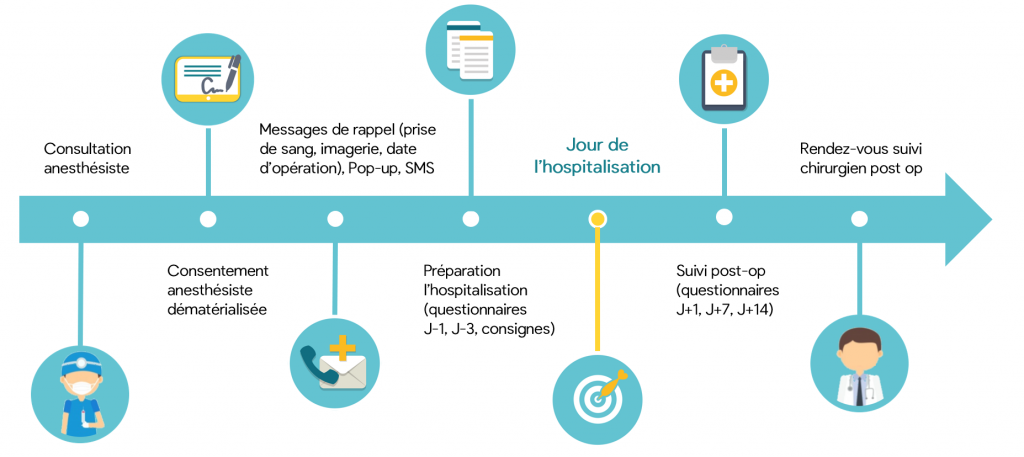 Consultation
anesthésiste
Consentement
anesthésiste
dématérialisée
Messages de rappel (prise
de sang, imagerie, date
d'opération), Pop-up, SMS
Préparation
l'hospitalisation
(questionnaires
J-1, J-3, consignes)
Jour de
l'hospitalisation
Suivi post-op
(questionnaires
J+1, J+7, J+14)
Rendez-vous suivi
chirurgien post op